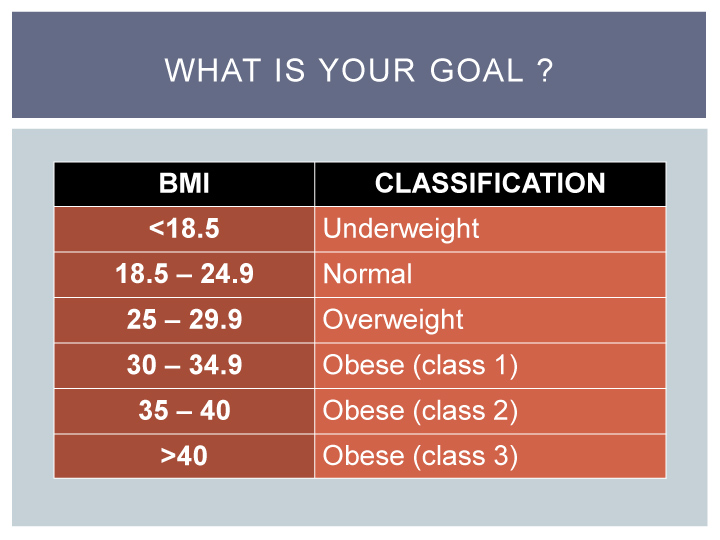 WHAT IS YOUR GOAL ?
BMI CLASSIFICATION
<18.5 Underweight
18.5 – 24.9 Normal
25 – 29.9 Overweight
30 – 34.9 Obese (class 1)
35 – 40 Obese (class 2)
>40 Obese (class 3)